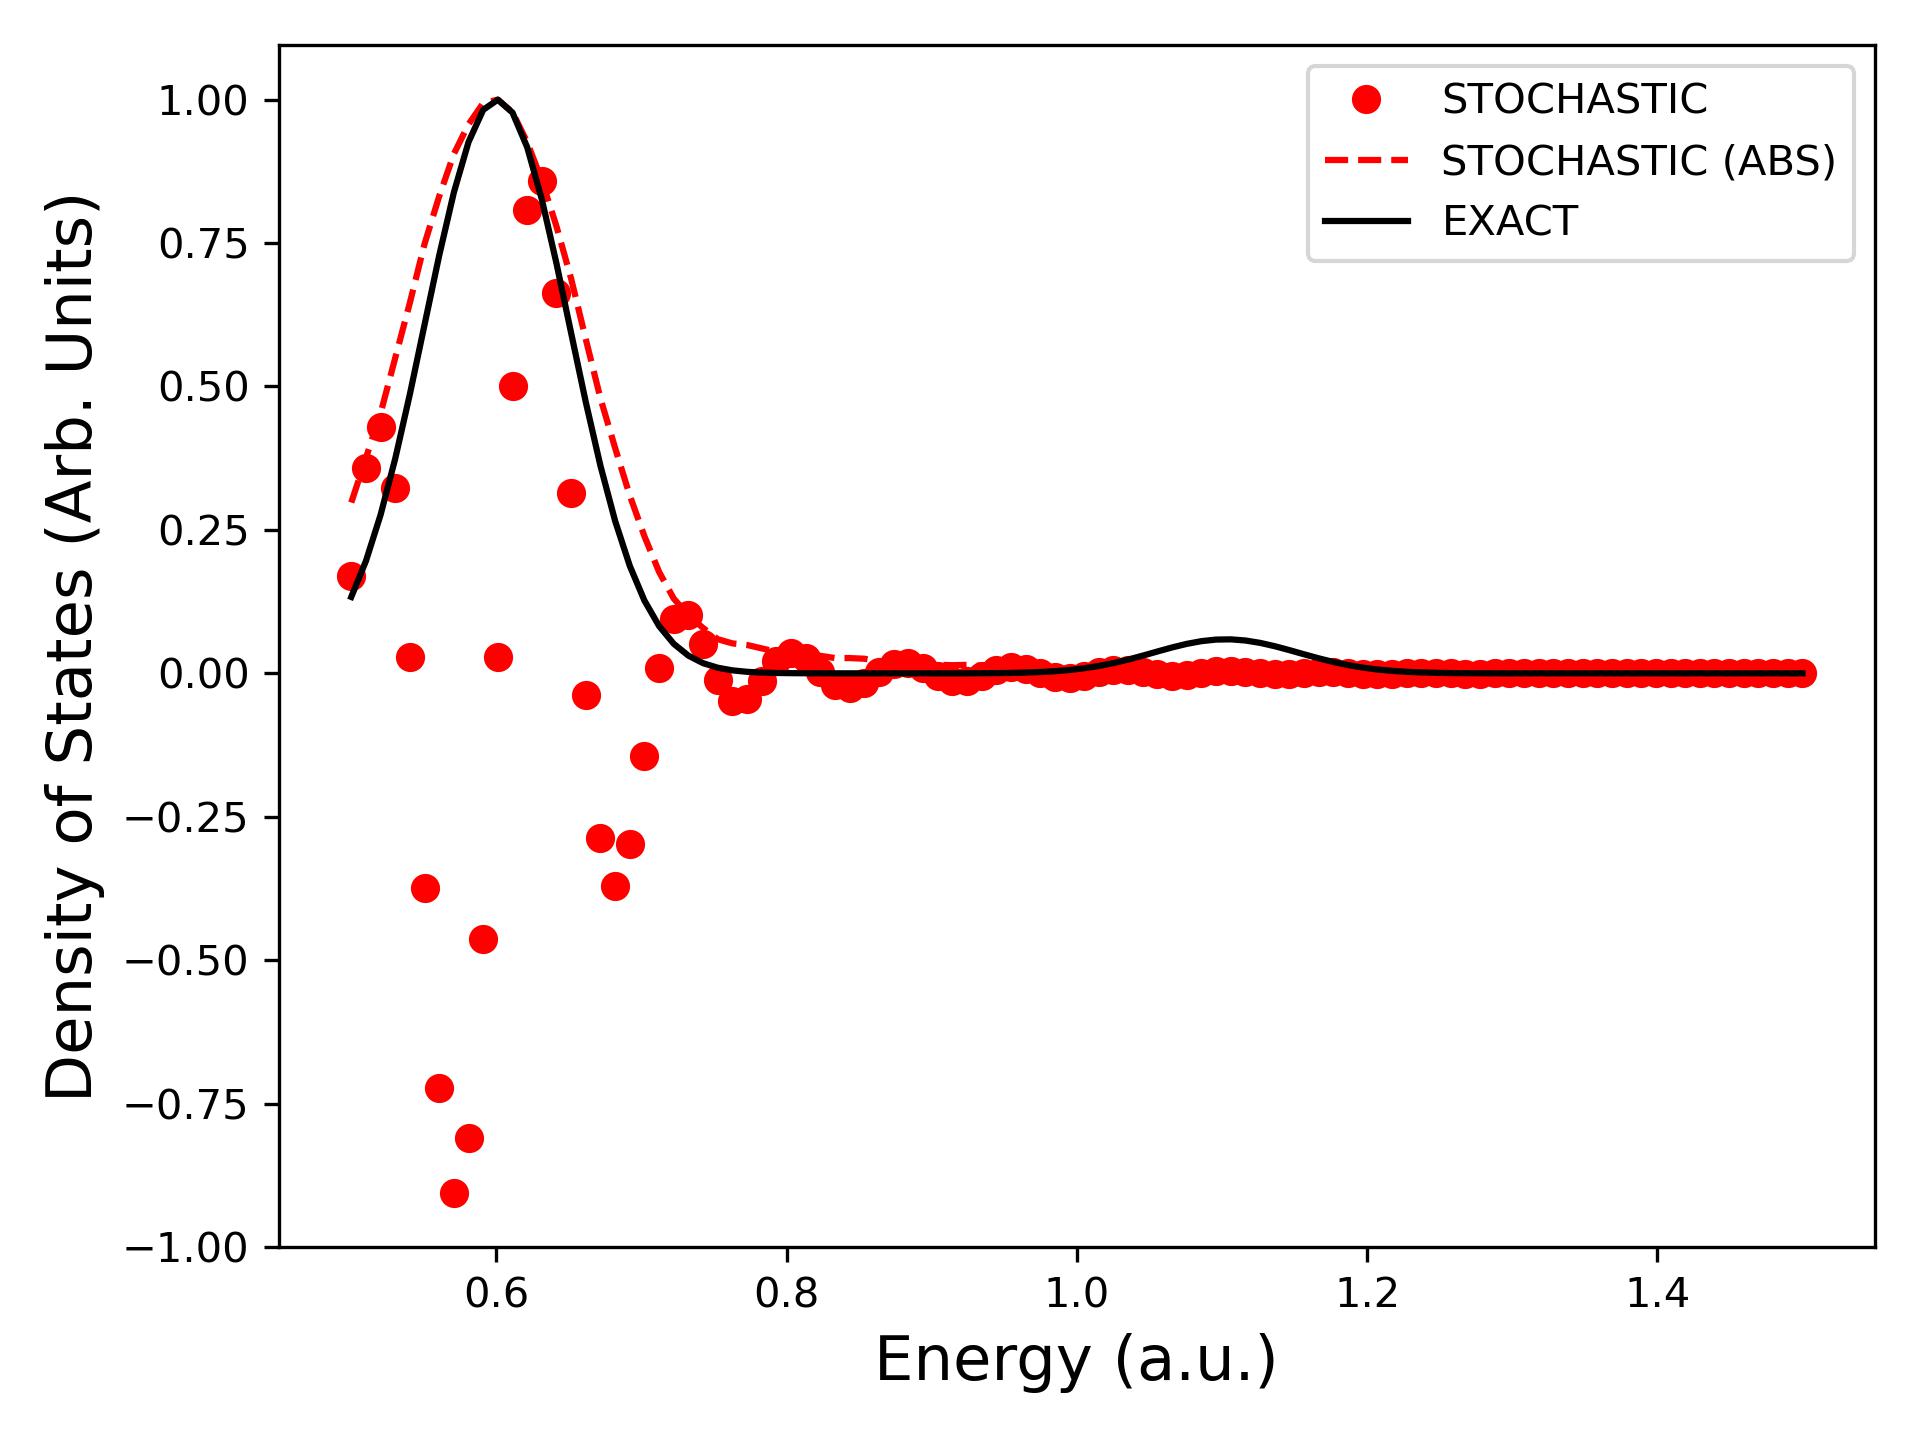 STOCHASTIC
STOCHASTIC (ABS)
EXACT
Density of States (Arb. Units)
1.00
0.75
0.50
0.25
0.00
−0.25
−0.50
−0.75
−1.00
0.6 0.8 1.0 1.2 1.4
Energy (a.u.)